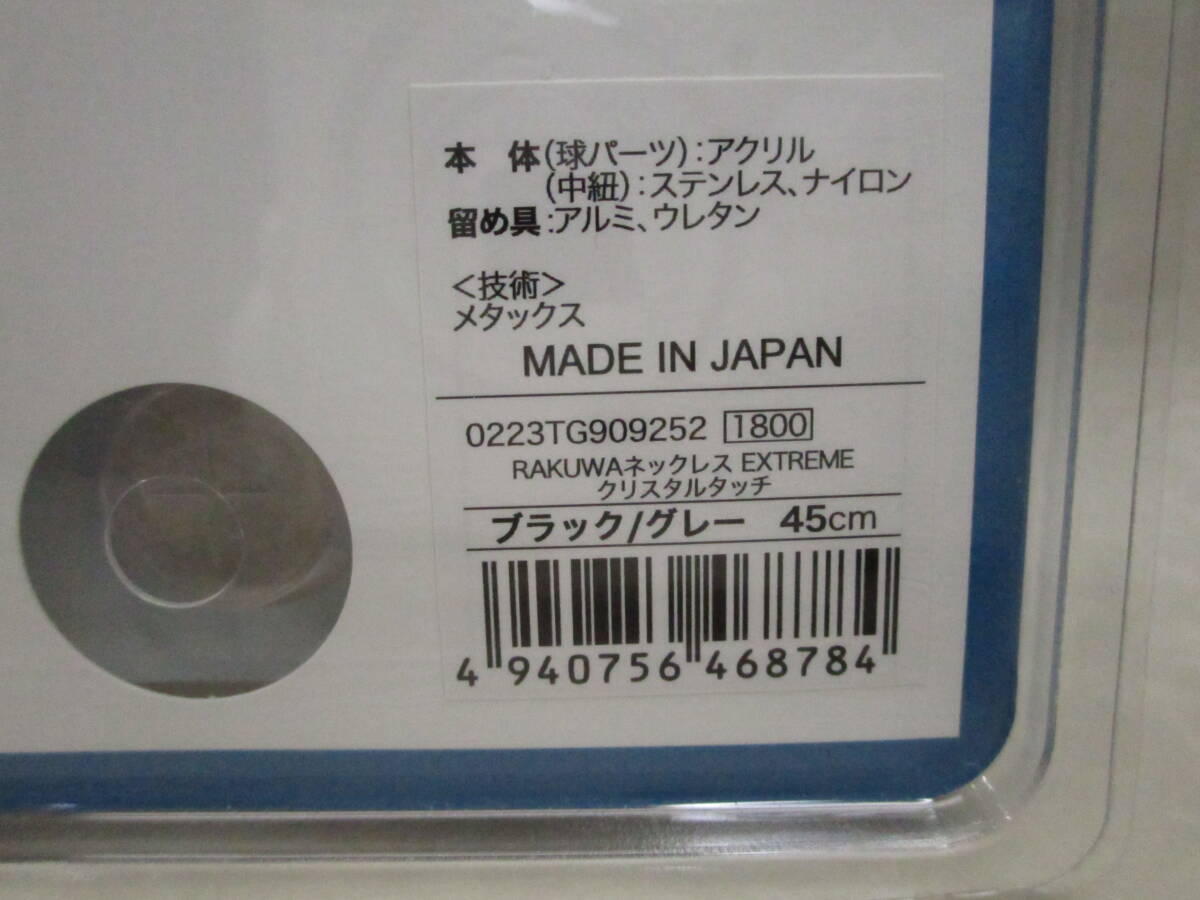 本 体(球パーツ):アクリル
(中紐):ステンレス、ナイロン
留め具:アルミ、ウレタン
<技術>
メタックス
MADE IN JAPAN
0223TG909252 1800
RAKUWAネックレス EXTREME
クリスタルタッチ
ブラック/グレー 45cm
4 940756 468784